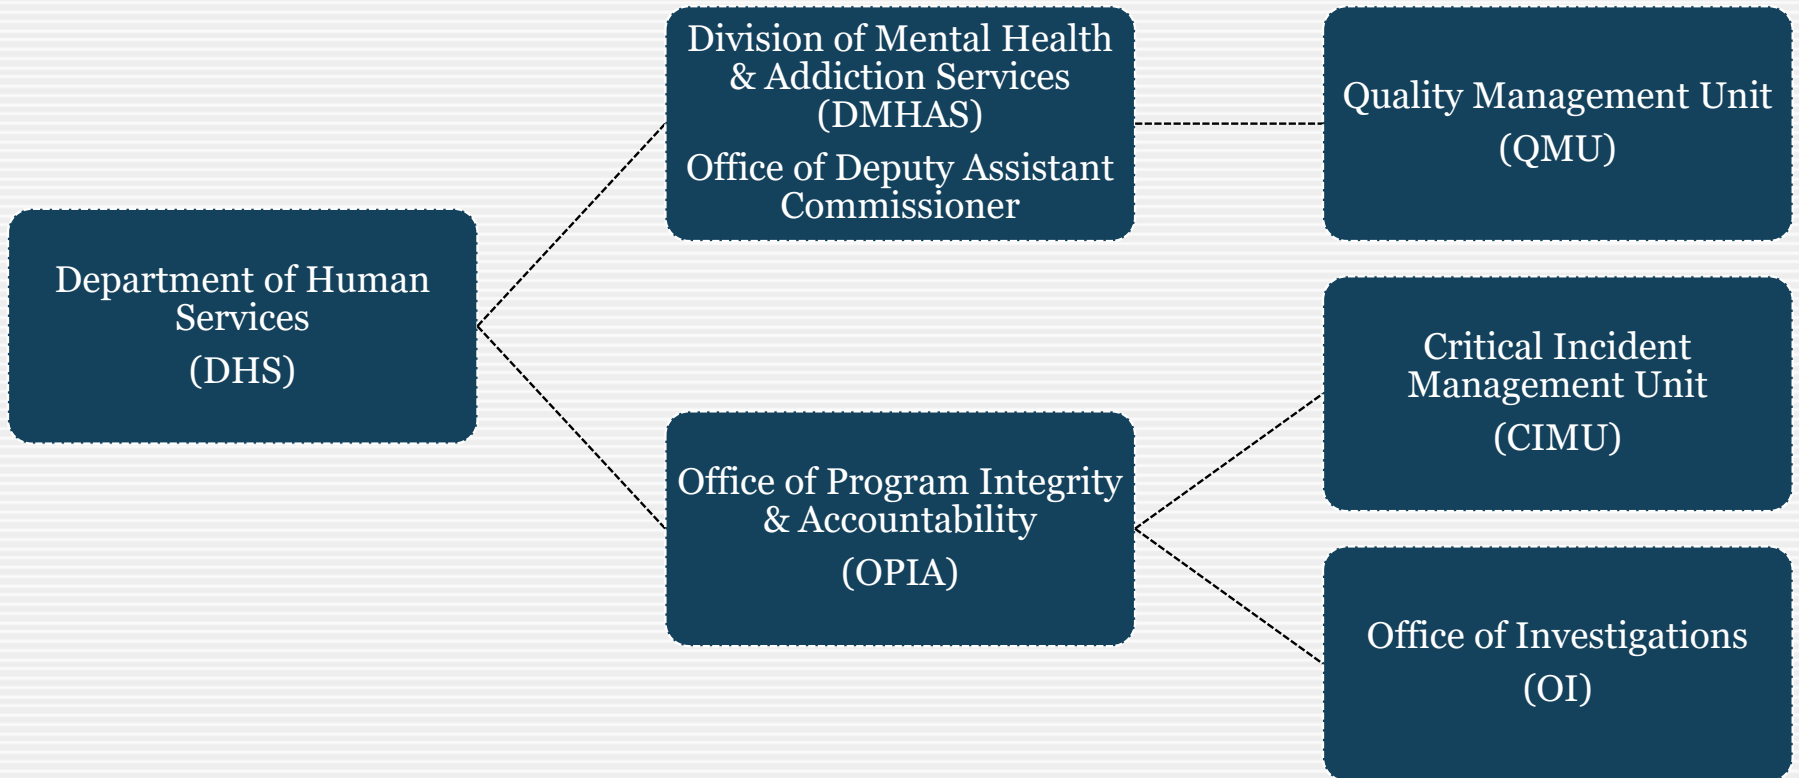 Department of Human
Services
(DHS)
Division of Mental Health
& Addiction Services
(DMHAS)
Office of Deputy Assistant
Commissioner
Quality Management Unit
(QMU)
Office of Program Integrity
& Accountability
(OPIA)
Critical Incident
Management Unit
(CIMU)
Office of Investigations
(OI)